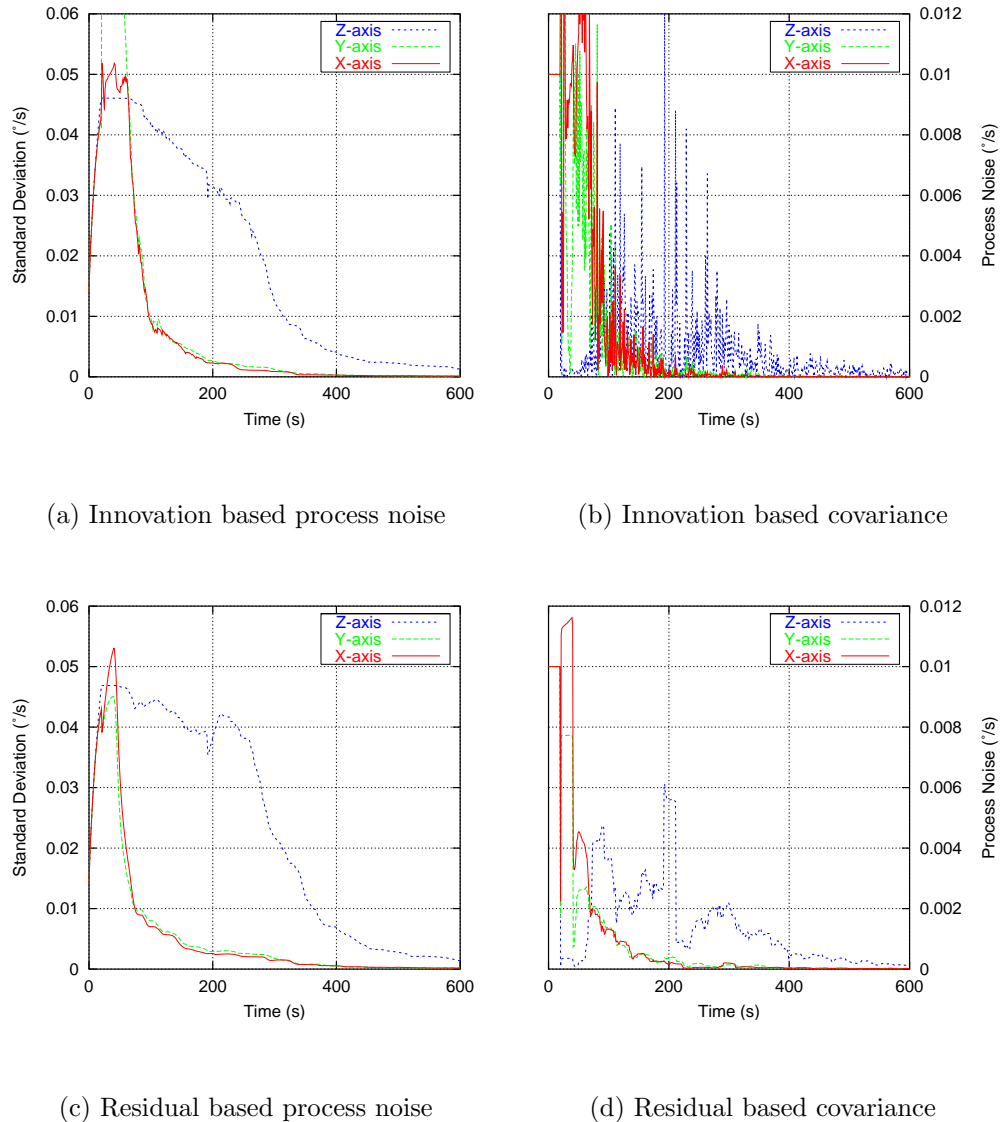 0.06
0.05
0.04
0.03
0.02
0.01
0
0 200 400 600
Standard Deviation (°/s)
Time (s)
Z-axis
Y-axis
X-axis
0.012
0.01
0.008
0.006
0.004
0.002
0
0 200 400 600
Process Noise (°/s)
Time (s)
Z-axis
Y-axis
X-axis
(a) Innovation based process noise
(b) Innovation based covariance
0.06
0.05
0.04
0.03
0.02
0.01
0
0 200 400 600
Standard Deviation (°/s)
Time (s)
Z-axis
Y-axis
X-axis
0.012
0.01
0.008
0.006
0.004
0.002
0
0 200 400 600
Process Noise (°/s)
Time (s)
Z-axis
Y-axis
X-axis
(c) Residual based process noise
(d) Residual based covariance